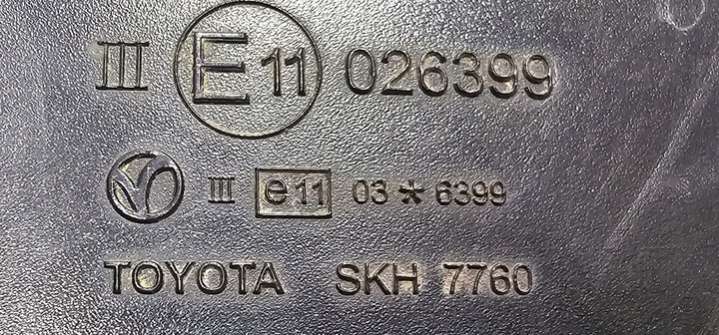 III E11 026399
III e11 03*6399
TOYOTA SKH 7760